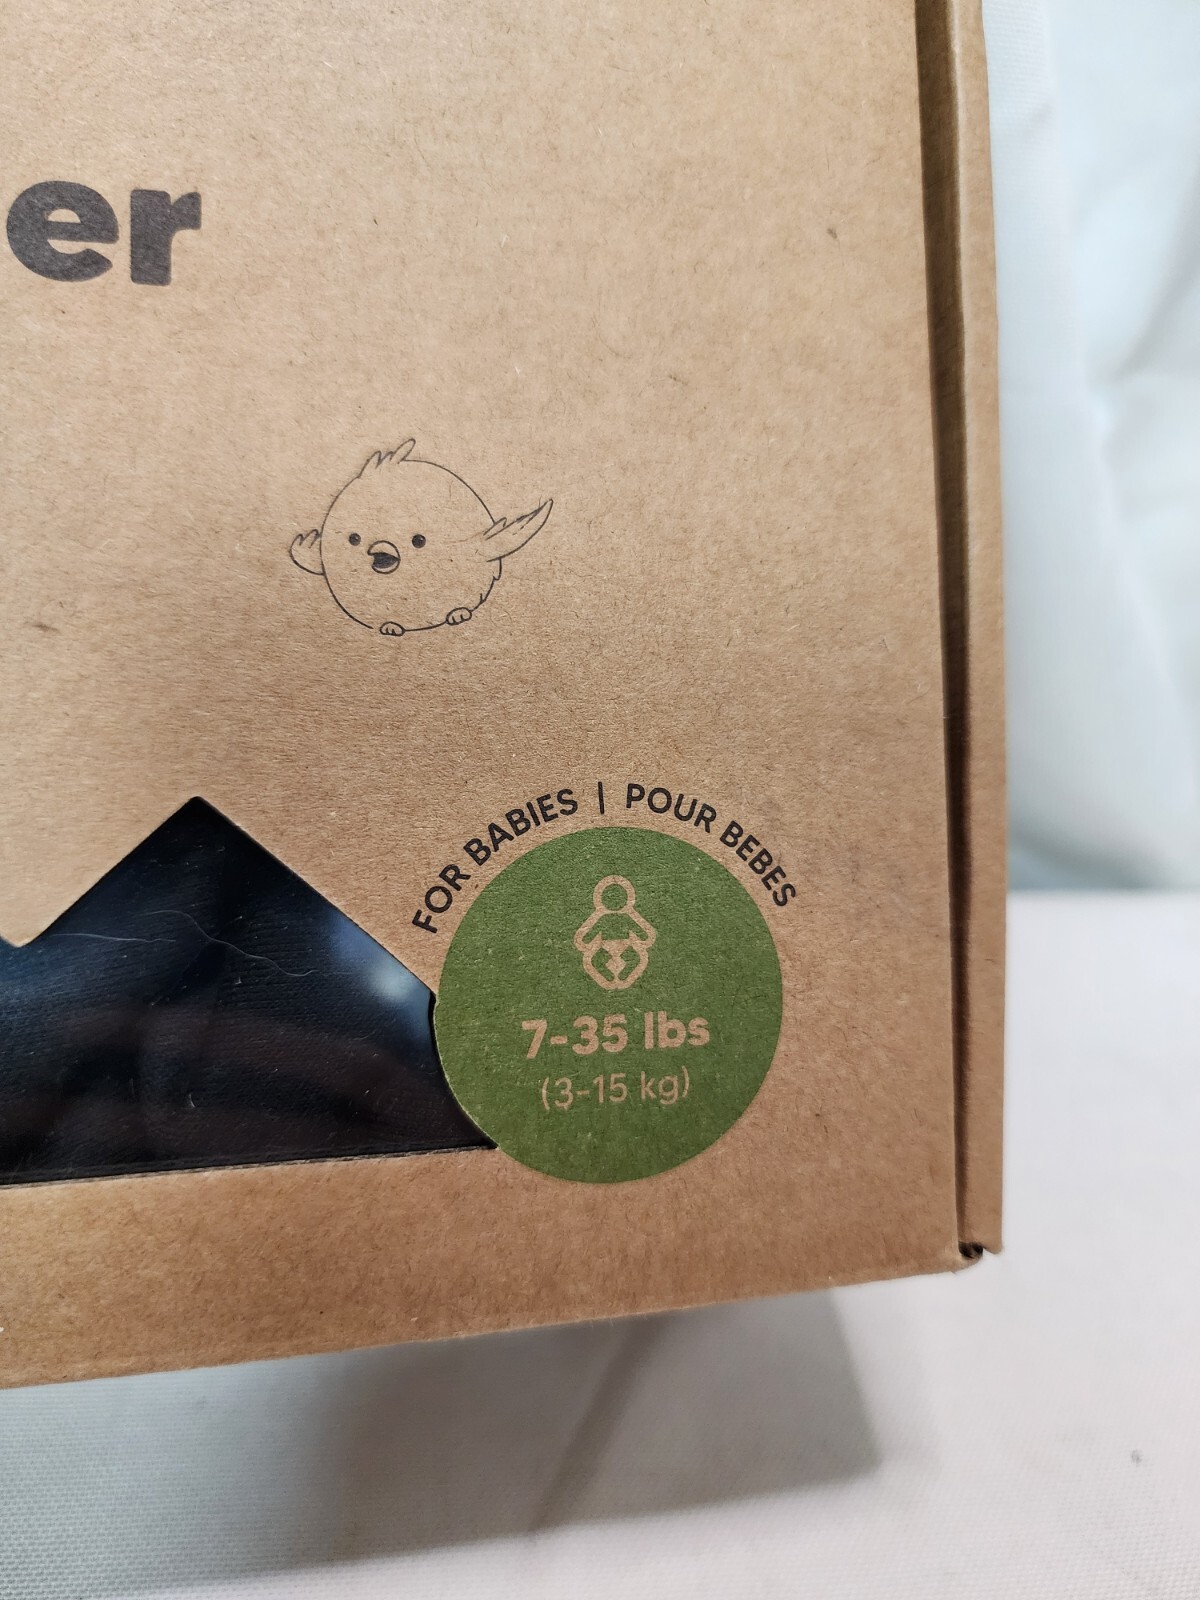 er
FOR BABIES | POUR BEBES
7-35 lbs
(3-15 kg)